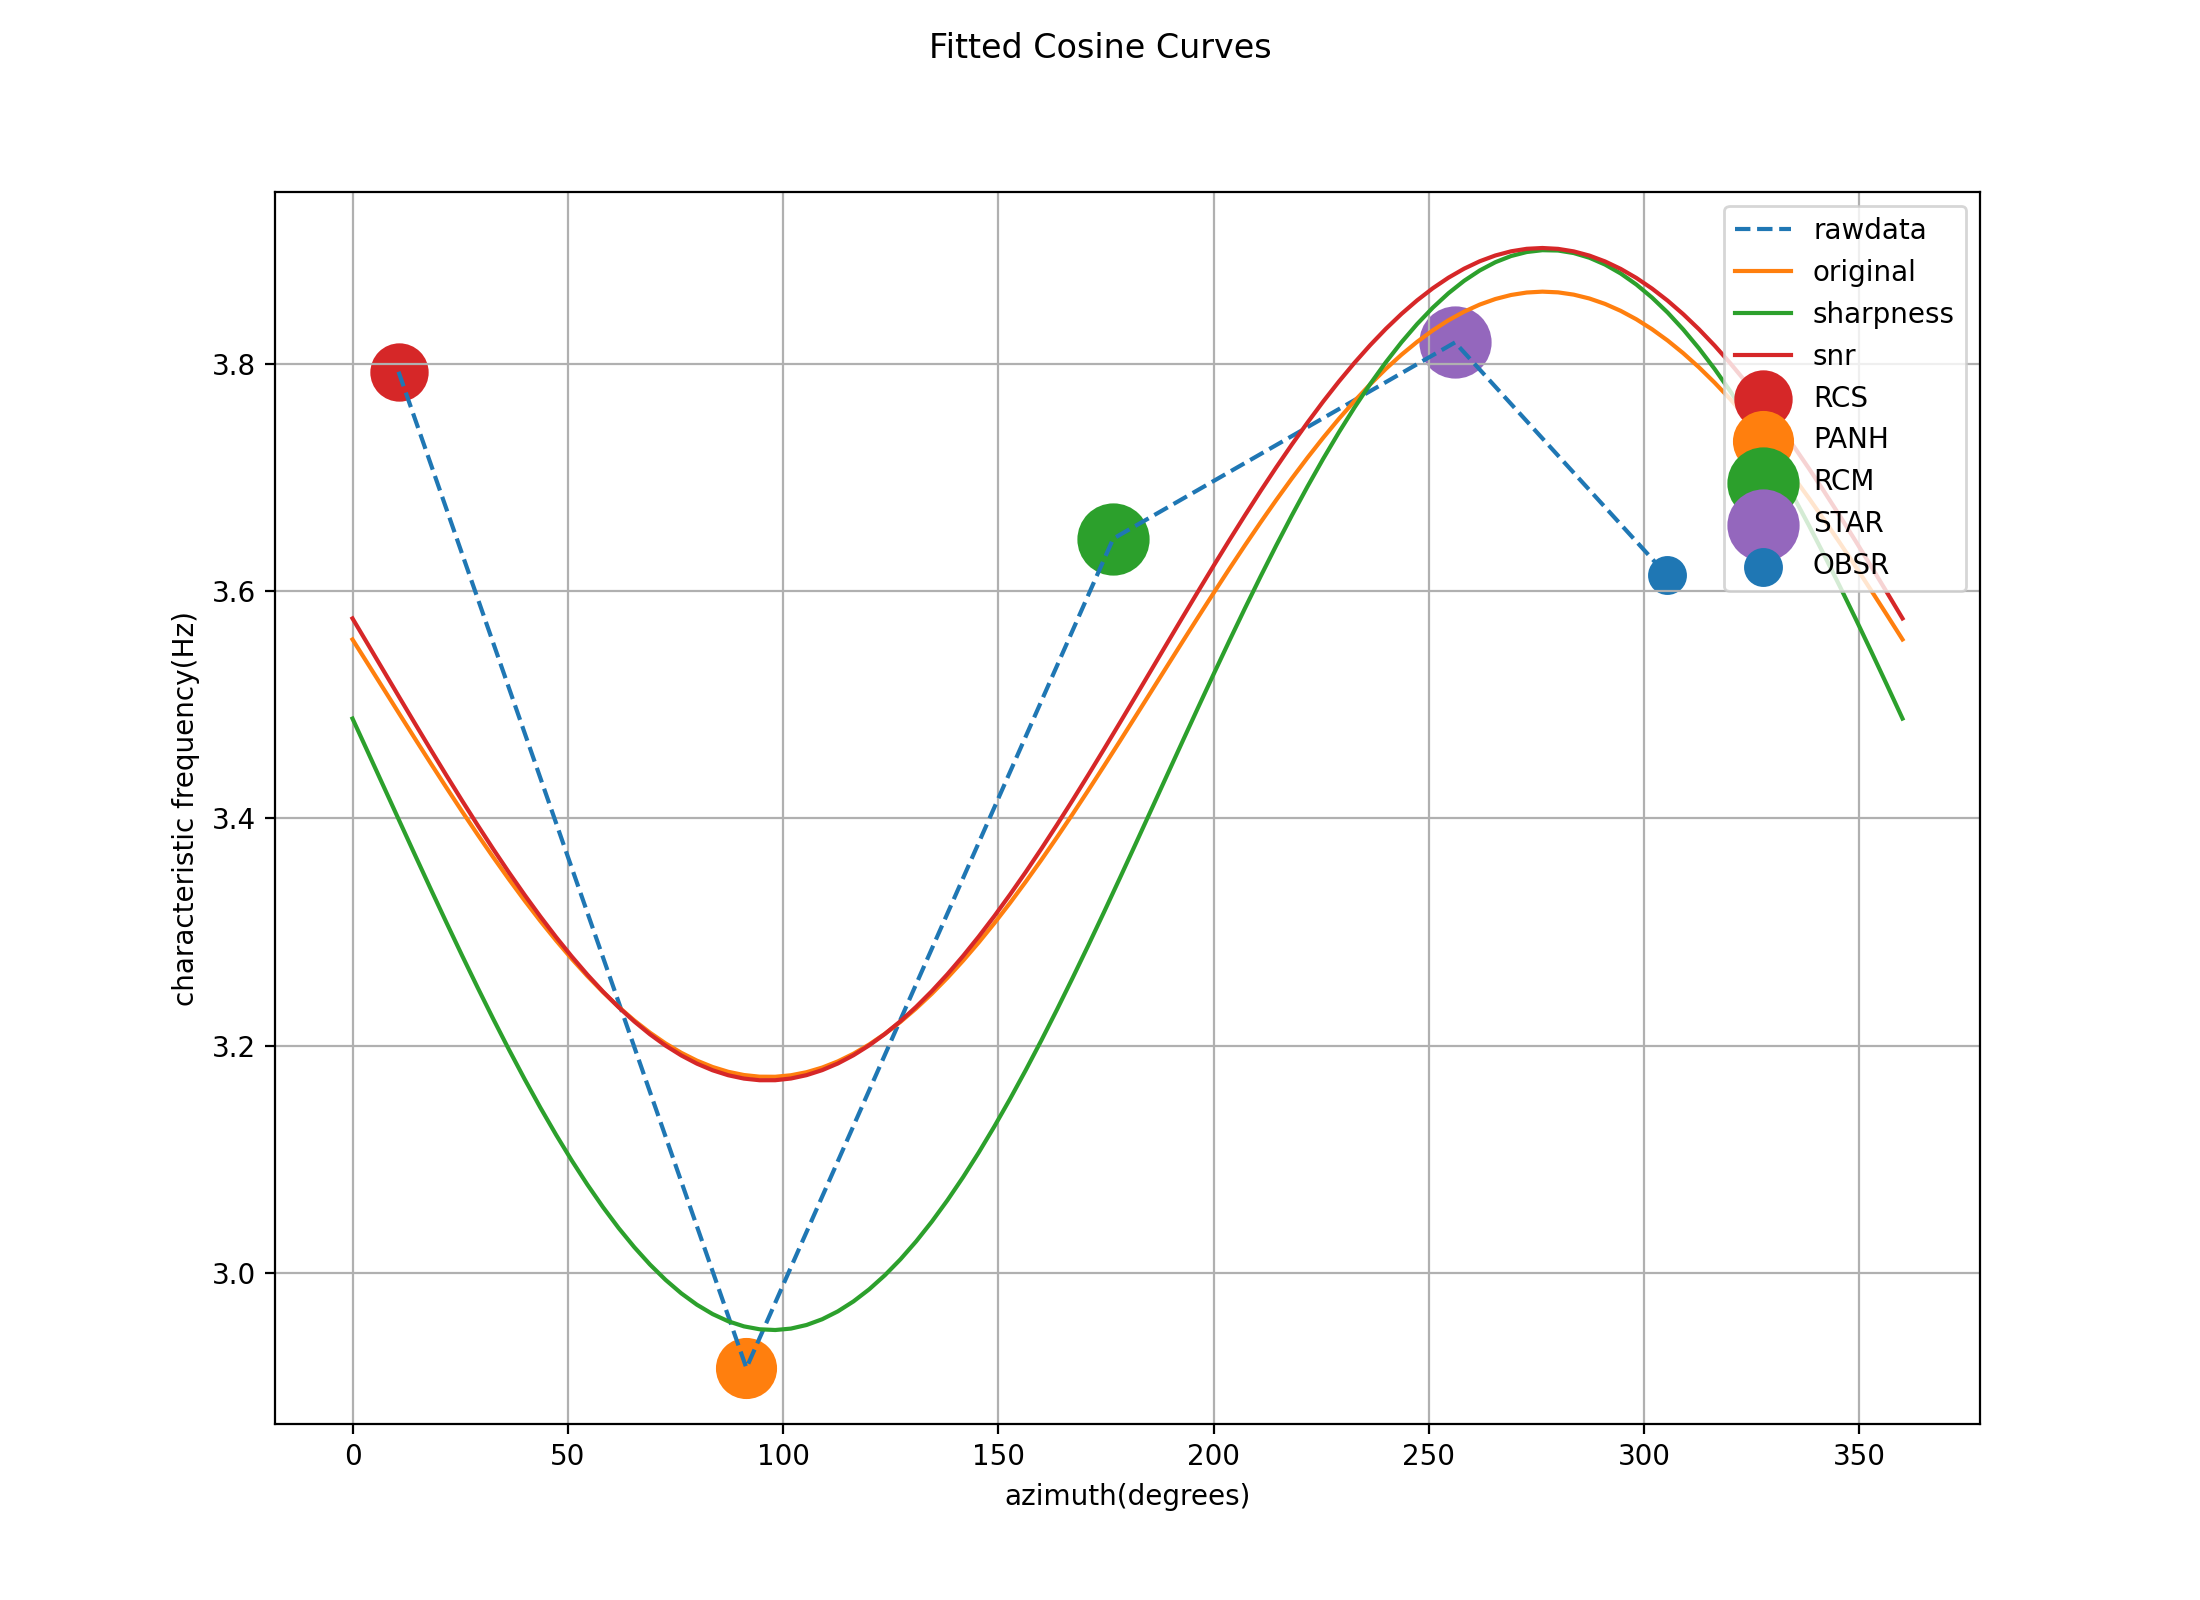 Fitted Cosine Curves
characteristic frequency(Hz)
3.8
3.6
3.4
3.2
3.0
rawdata
original
sharpness
snr
RCS
PANH
RCM
STAR
OBSR
0 50 100 150 200 250 300 350
azimuth(degrees)